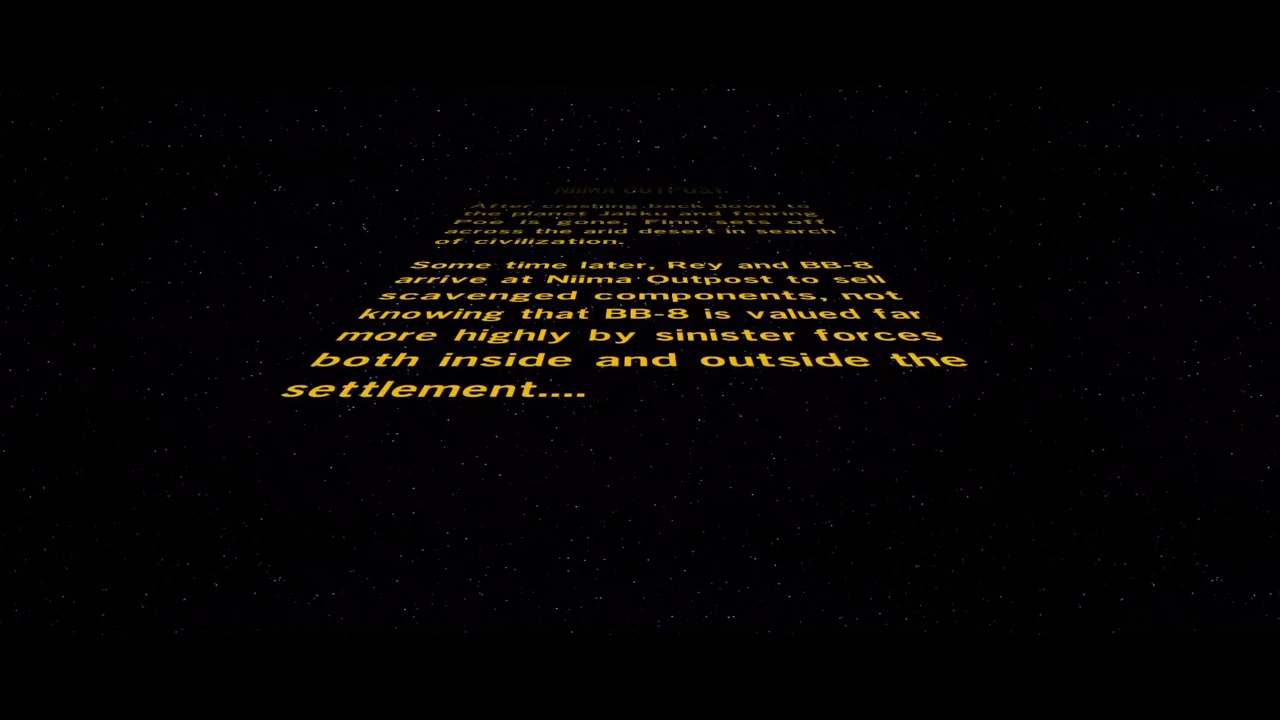 NIIMA OUTPOST.
After crashing back down to
the planet Jakku and fearing
Poe is gone, Finn sets off
across the arid desert in search
of civilization.
Some time later, Rey and BB-8
arrive at Niima Outpost to sell
scavenged components, not
knowing that BB-8 is valued far
more highly by sinister forces
both inside and outside the
settlement....